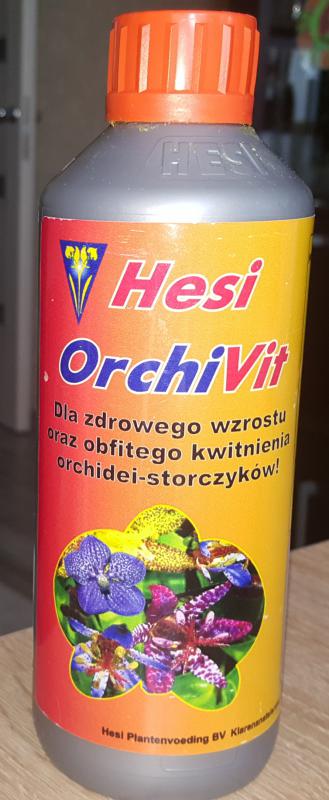 HESI
Hesi
OrchiVit
Dla zdrowego wzrostu
oraz obfitego kwitnienia
orchidei-storczyków!
Hesi Plantenvoeding BV